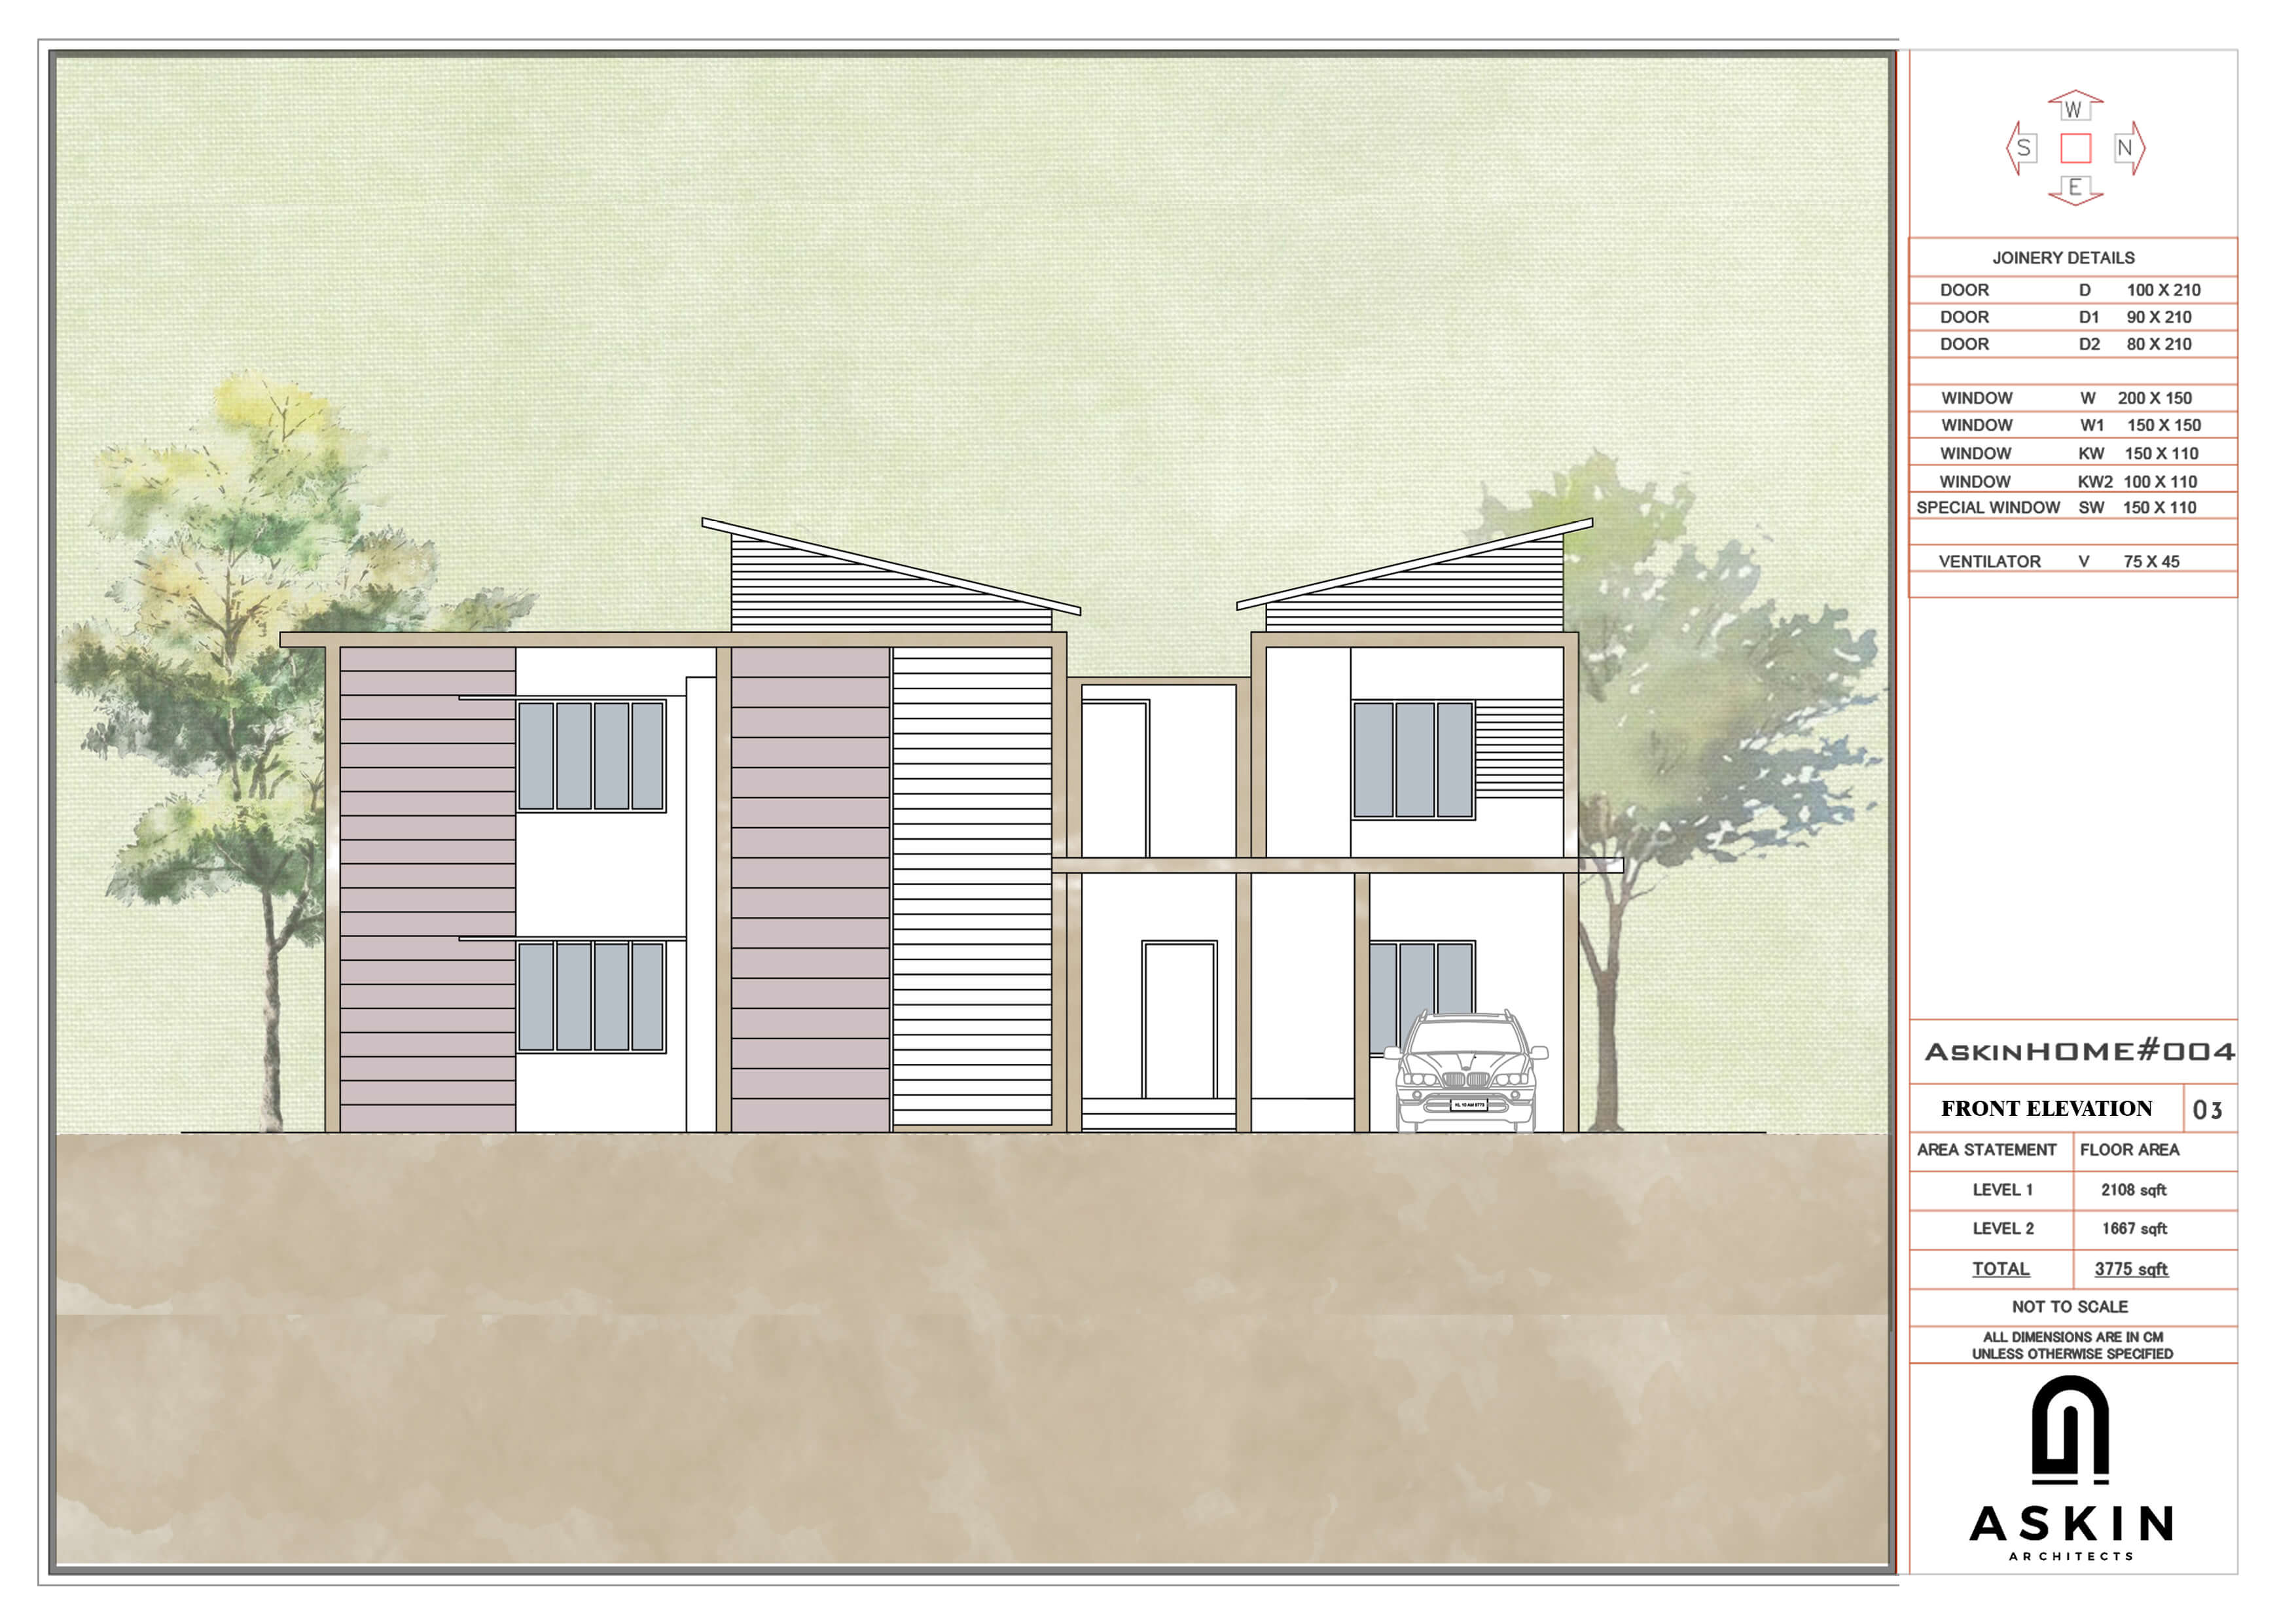 W
S N
E
JOINERY DETAILS
DOOR D 100 X 210
DOOR D1 90 X 210
DOOR D2 80 X 210
WINDOW W 200 X 150
WINDOW W1 150 X 150
WINDOW KW 150 X 110
WINDOW KW2 100 X 110
SPECIAL WINDOW SW 150 X 110
VENTILATOR V 75 X 45
ASKINHOME#004
FRONT ELEVATION 03
AREA STATEMENT FLOOR AREA
LEVEL 1 2108 sqft
LEVEL 2 1667 sqft
TOTAL 3775 sqft
NOT TO SCALE
ALL DIMENSIONS ARE IN CM
UNLESS OTHERWISE SPECIFIED
ASKIN
ARCHITECTS